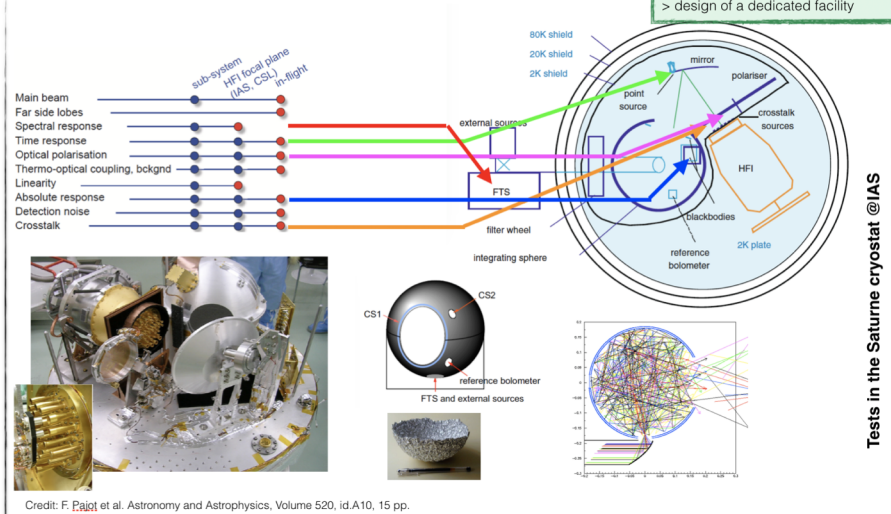 > design of a dedicated facility
80K shield
20K shield
2K shield
mirror
polariser
point
source
crosstalk
sources
external sources
HFI
FTS
blackbodies
filter wheel
reference
bolometer
2K plate
integrating sphere
sub-system
HFI focal plane
(IAS, CSL)
in-flight
Main beam
Far side lobes
Spectral response
Time response
Optical polarisation
Thermo-optical coupling, bckgnd
Linearity
Absolute response
Detection noise
Crosstalk
CS1
CS2
reference bolometer
FTS and external sources
Tests in the Saturne cryostat @IAS
Credit: F. Pajot et al. Astronomy and Astrophysics, Volume 520, id.A10, 15 pp.